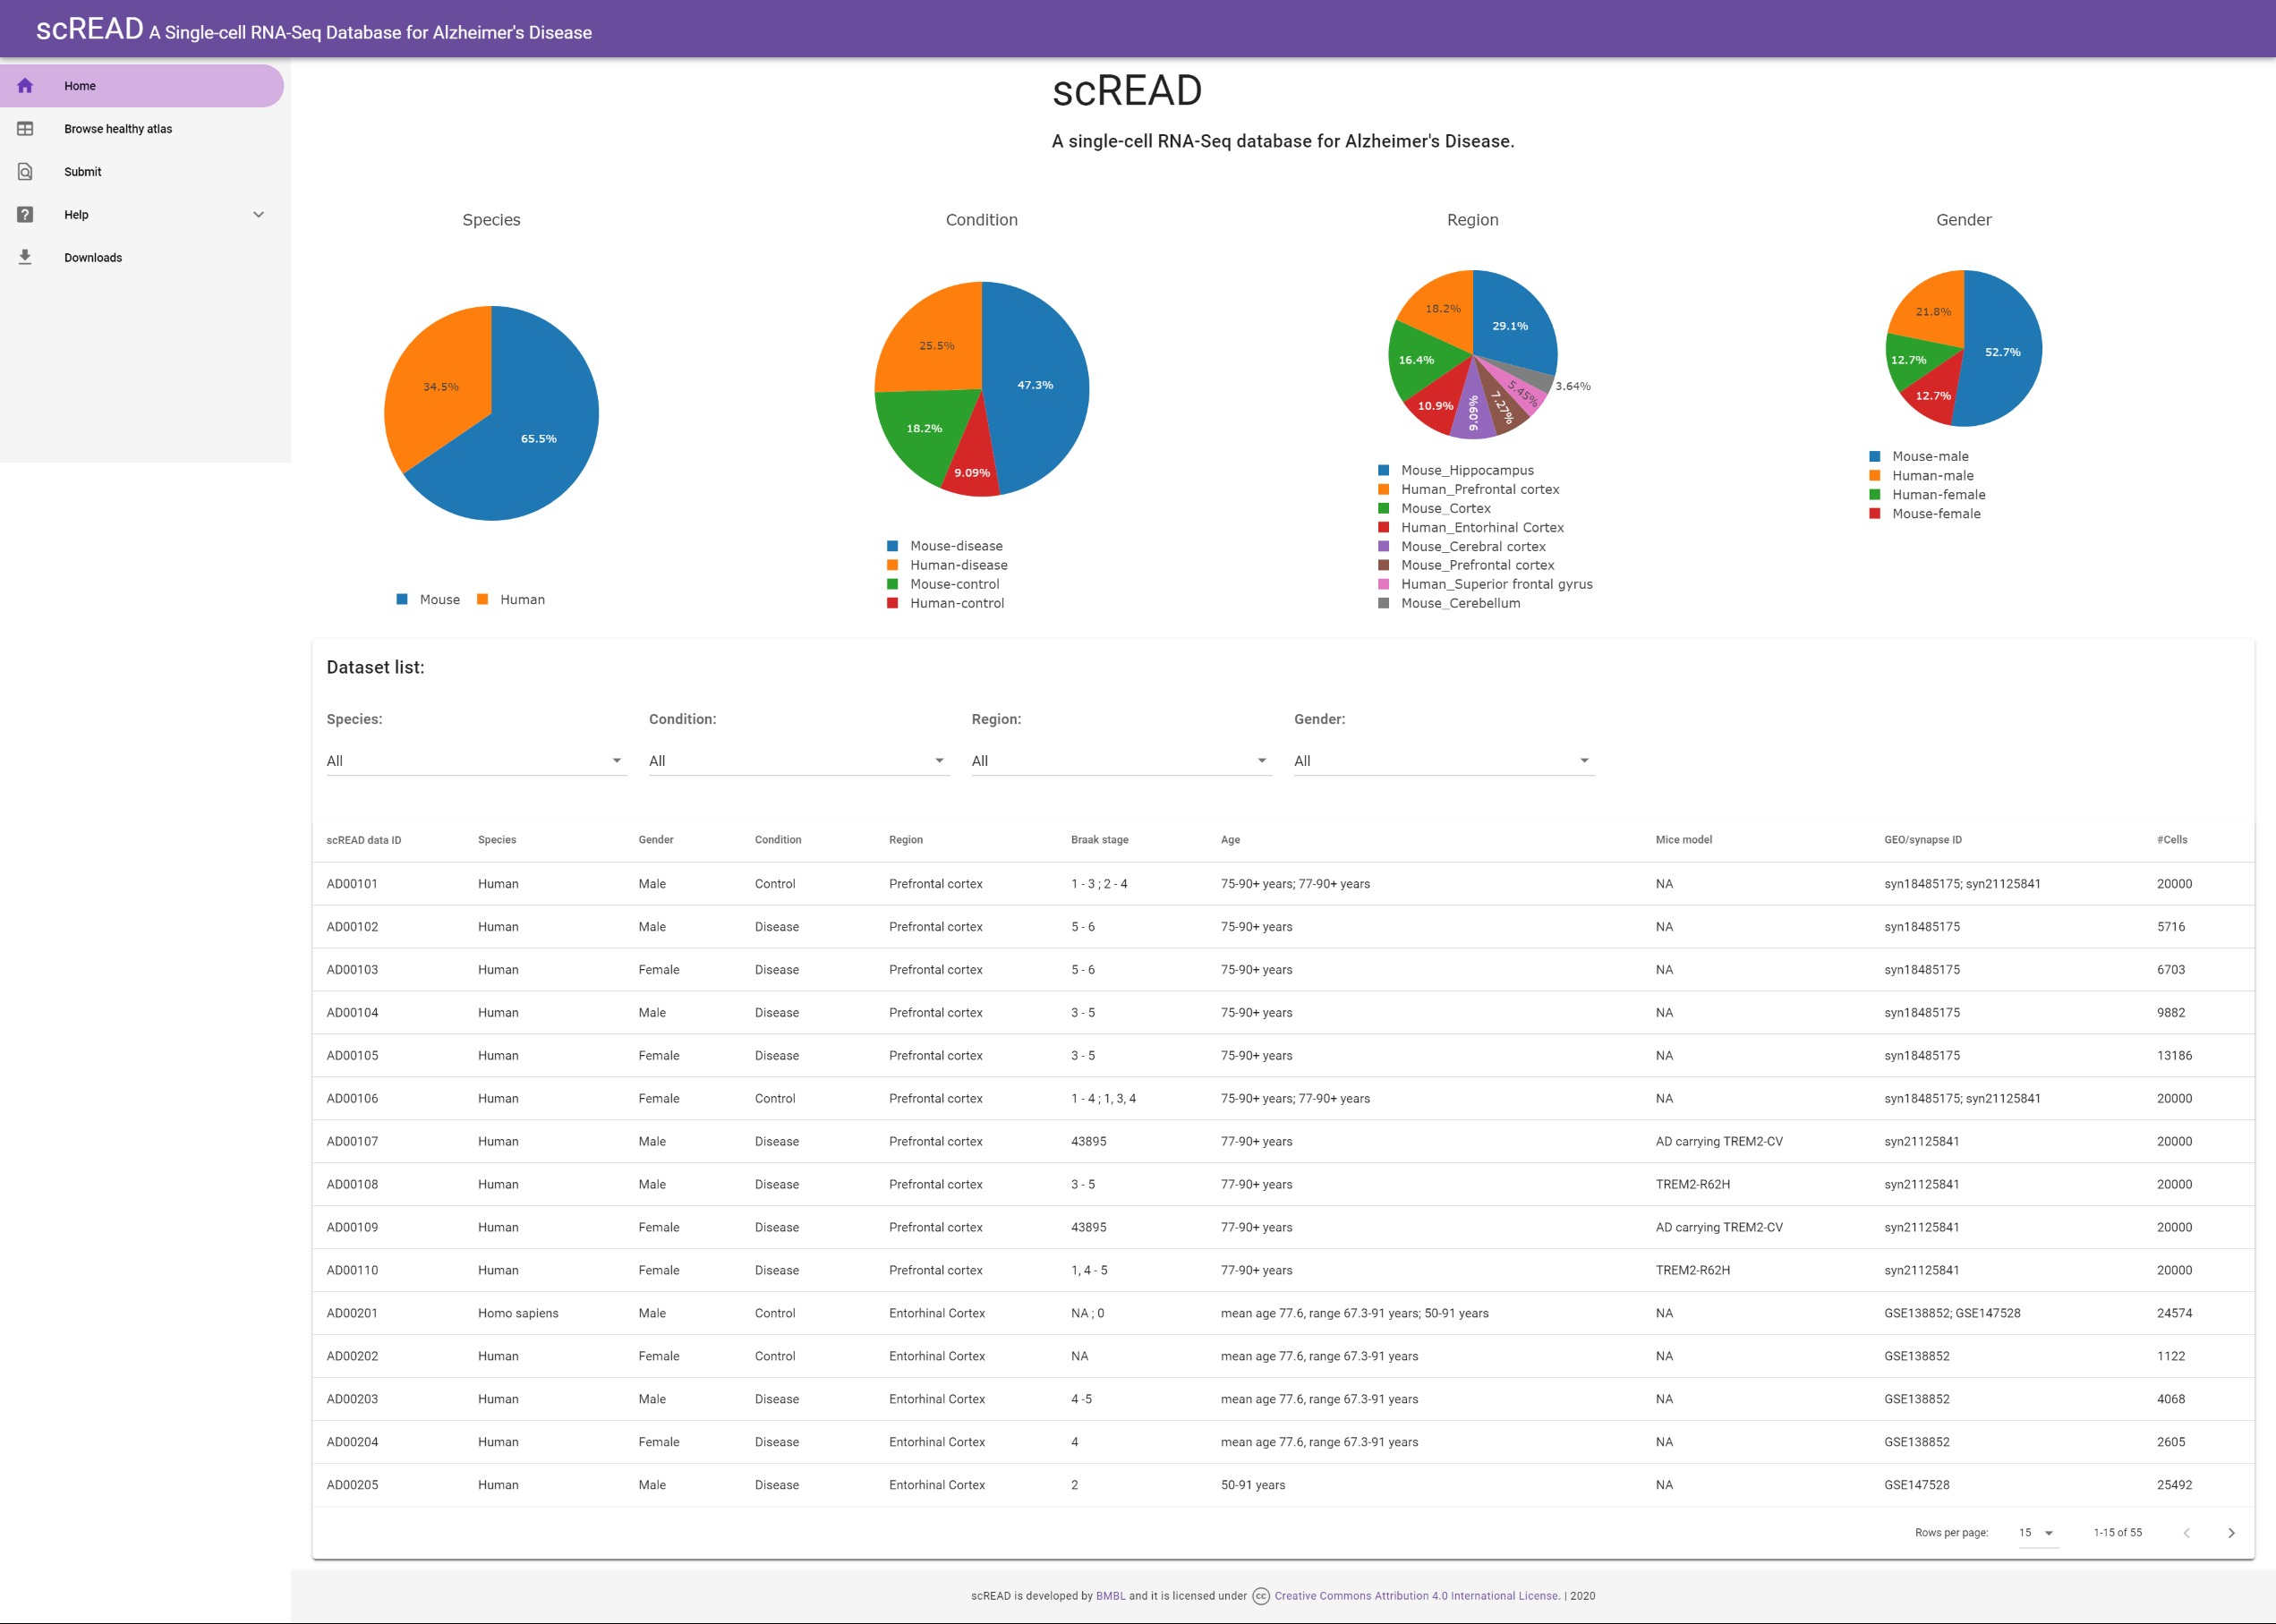 scREAD A Single-cell RNA-Seq Database for Alzheimer's Disease
Home
Browse healthy atlas
Submit
Help
Downloads
scREAD
A single-cell RNA-Seq database for Alzheimer's Disease.
Species
34.5%
65.5%
Mouse Human
Condition
25.5%
47.3%
18.2%
9.09%
Mouse-disease
Human-disease
Mouse-control
Human-control
Region
18.2%
29.1%
16.4%
3.64%
5.45%
7.27%
9.09%
10.9%
Mouse_Hippocampus
Human_Prefrontal cortex
Mouse_Cortex
Human_Entorhinal Cortex
Mouse_Cerebral cortex
Mouse_Prefrontal cortex
Human_Superior frontal gyrus
Mouse_Cerebellum
Gender
21.8%
52.7%
12.7%
12.7%
Mouse-male
Human-male
Human-female
Mouse-female
Dataset list:
Species: Condition: Region: Gender:
All All All All
scREAD data ID Species Gender Condition Region Braak stage Age Mice model GEO/synapse ID #Cells
AD00101 Human Male Control Prefrontal cortex 1 - 3 ; 2 - 4 75-90+ years; 77-90+ years NA syn18485175; syn21125841 20000
AD00102 Human Male Disease Prefrontal cortex 5 - 6 75-90+ years NA syn18485175 5716
AD00103 Human Female Disease Prefrontal cortex 5 - 6 75-90+ years NA syn18485175 6703
AD00104 Human Male Disease Prefrontal cortex 3 - 5 75-90+ years NA syn18485175 9882
AD00105 Human Female Disease Prefrontal cortex 3 - 5 75-90+ years NA syn18485175 13186
AD00106 Human Female Control Prefrontal cortex 1 - 4 ; 1, 3, 4 75-90+ years; 77-90+ years NA syn18485175; syn21125841 20000
AD00107 Human Male Disease Prefrontal cortex 43895 77-90+ years AD carrying TREM2-CV syn21125841 20000
AD00108 Human Male Disease Prefrontal cortex 3 - 5 77-90+ years TREM2-R62H syn21125841 20000
AD00109 Human Female Disease Prefrontal cortex 43895 77-90+ years AD carrying TREM2-CV syn21125841 20000
AD00110 Human Female Disease Prefrontal cortex 1, 4 - 5 77-90+ years TREM2-R62H syn21125841 20000
AD00201 Homo sapiens Male Control Entorhinal Cortex NA ; 0 mean age 77.6, range 67.3-91 years; 50-91 years NA GSE138852; GSE147528 24574
AD00202 Human Female Control Entorhinal Cortex NA mean age 77.6, range 67.3-91 years NA GSE138852 1122
AD00203 Human Male Disease Entorhinal Cortex 4 -5 mean age 77.6, range 67.3-91 years NA GSE138852 4068
AD00204 Human Female Disease Entorhinal Cortex 4 mean age 77.6, range 67.3-91 years NA GSE138852 2605
AD00205 Human Male Disease Entorhinal Cortex 2 50-91 years NA GSE147528 25492
Rows per page: 15 1-15 of 55
scREAD is developed by BMBL and it is licensed under cc Creative Commons Attribution 4.0 International License. | 2020